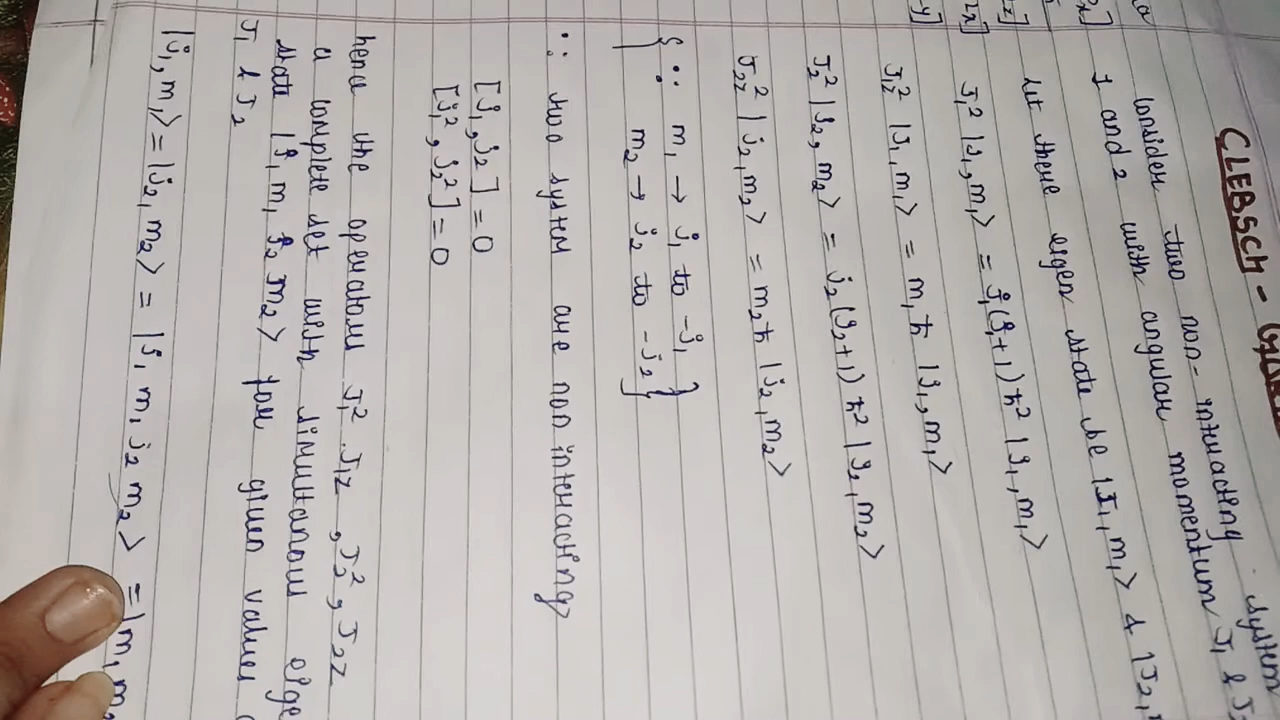 CLEBSCH -
Consider two non-interacting system
1 and 2 with angular momentum J₁ & J
let there eigen state be |J₁, m₁> & |J₂,
J₁² |J₁, m₁> = j₁(j₁+1) ħ² |J₁, m₁>
J₁z² |J₁ m₁> = m₁ ħ |J₁, m₁>
J₂² |J₂, m₂> = j₂(J₂+1) ħ² |J₂, m₂>
J₂z² |j₂, m₂> = m₂ ħ |j₂, m₂>
{ ∵ m₁ → j₁ to -j₁ }
m₂ → j₂ to -j₂ }
∵ two systm are non interacting
[J₁, J₂] = 0
[J₁², J₂²] = 0
hence the operators J₁² . J₁z , J₂² , J₂z
a complete set with simultanous eige
state |J₁ m₁ J₂ m₂> for given values
J₁ & J₂
|j₁, m₁> = |j₂, m₂> = |j₁ m₁ j₂ m₂> = |m₁ m₂